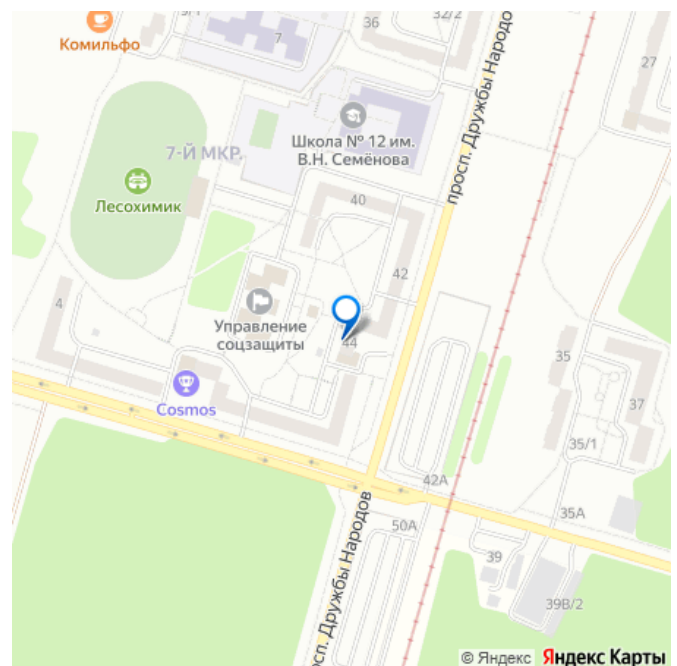 36
32/2
9/1
7
Комильфо
27
Школа № 12 им.
В.Н. Семёнова
7-Й МКР.
просп. Дружбы Народов
Лесохимик
40
42
4
Управление
соцзащиты
44
35
37
Cosmos
35/1
42А
35А
50А
39
39В/2
просп. Дружбы Народов
© Яндекс Яндекс Карты